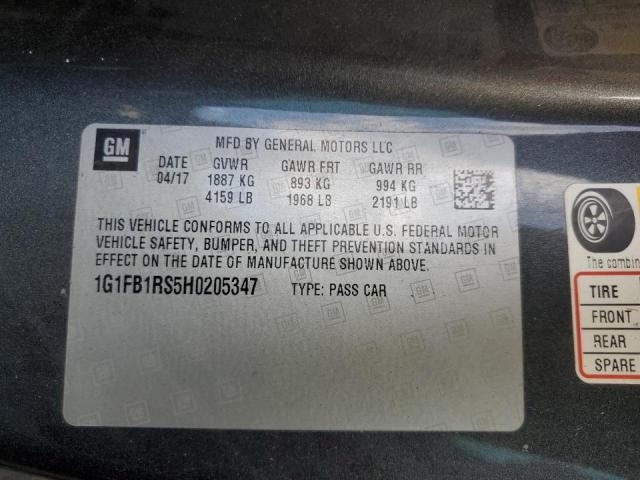 GM
MFD BY GENERAL MOTORS LLC
DATE GVWR GAWR FRT GAWR RR
04/17 1887 KG 893 KG 994 KG
4159 LB 1968 LB 2191 LB
THIS VEHICLE CONFORMS TO ALL APPLICABLE U.S. FEDERAL MOTOR
VEHICLE SAFETY, BUMPER, AND THEFT PREVENTION STANDARDS IN
EFFECT ON THE DATE OF MANUFACTURE SHOWN ABOVE.
1G1FB1RS5H0205347 TYPE: PASS CAR
The combin
TIRE
FRONT
REAR
SPARE